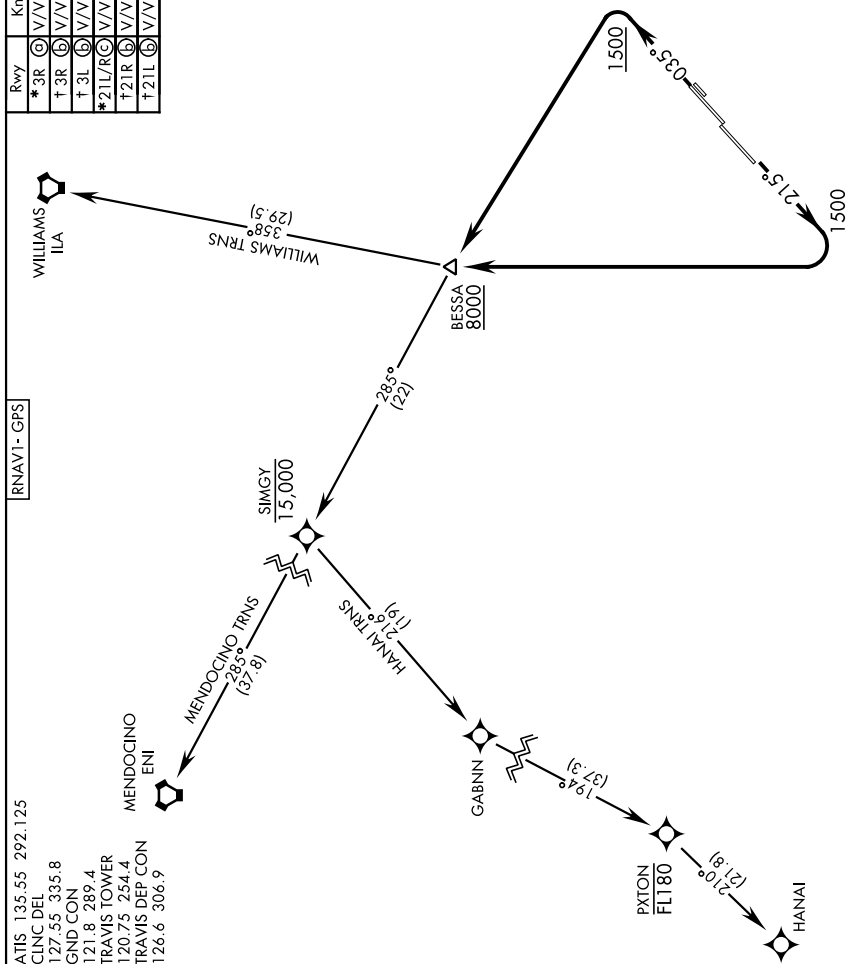 ATIS 135.55 292.125
CLNC DEL
127.55 335.8
GND CON
121.8 289.4
TRAVIS TOWER
120.75 254.4
TRAVIS DEP CON
126.6 306.9
RNAV1- GPS
Rwy
*3R a V/V
†3R b V/V
†3L b V/V
*21L/R c V/V
†21R b V/V
†21L b V/V
MENDOCINO
ENI
MENDOCINO TRNS
285°
(37.8)
SIMGY
15,000
285°
(22)
BESSA
8000
WILLIAMS
ILA
WILLIAMS TRNS
358°
(29.5)
1500
035°
215°
1500
HANAI TRNS
216°
(19)
GABNN
194°
(37.3)
PXTON
FL180
210°
(21.8)
HANAI